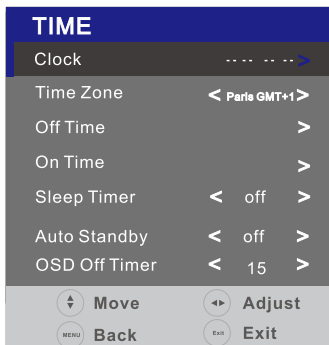 TIME
Clock -- -- -- -- >
Time Zone < Paris GMT+1 >
Off Time >
On Time >
Sleep Timer < off >
Auto Standby < off >
OSD Off Timer < 15 >
Move Adjust
MENU Back Exit Exit